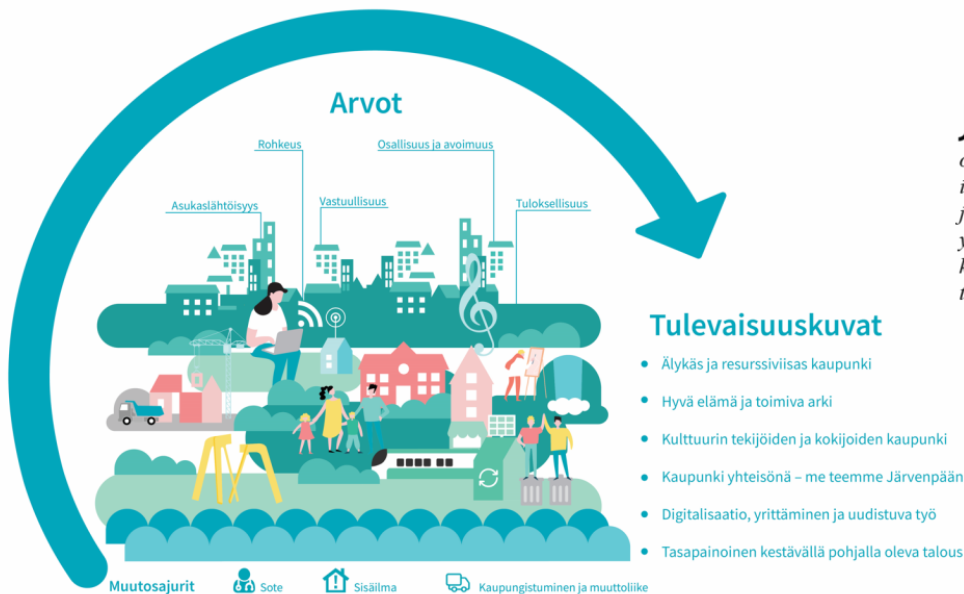 Arvot
Rohkeus
Osallisuus ja avoimuus
Asukaslähtöisyys
Vastuullisuus
Tuloksellisuus
Tulevaisuuskuvat
Älykäs ja resurssiviisas kaupunki
Hyvä elämä ja toimiva arki
Kulttuurin tekijöiden ja kokijoiden kaupunki
Kaupunki yhteisönä – me teemme Järvenpään
Digitalisaatio, yrittäminen ja uudistuva työ
Tasapainoinen kestävällä pohjalla oleva talous
Muutosajurit
Sote
Sisäilma
Kaupungistuminen ja muuttoliike